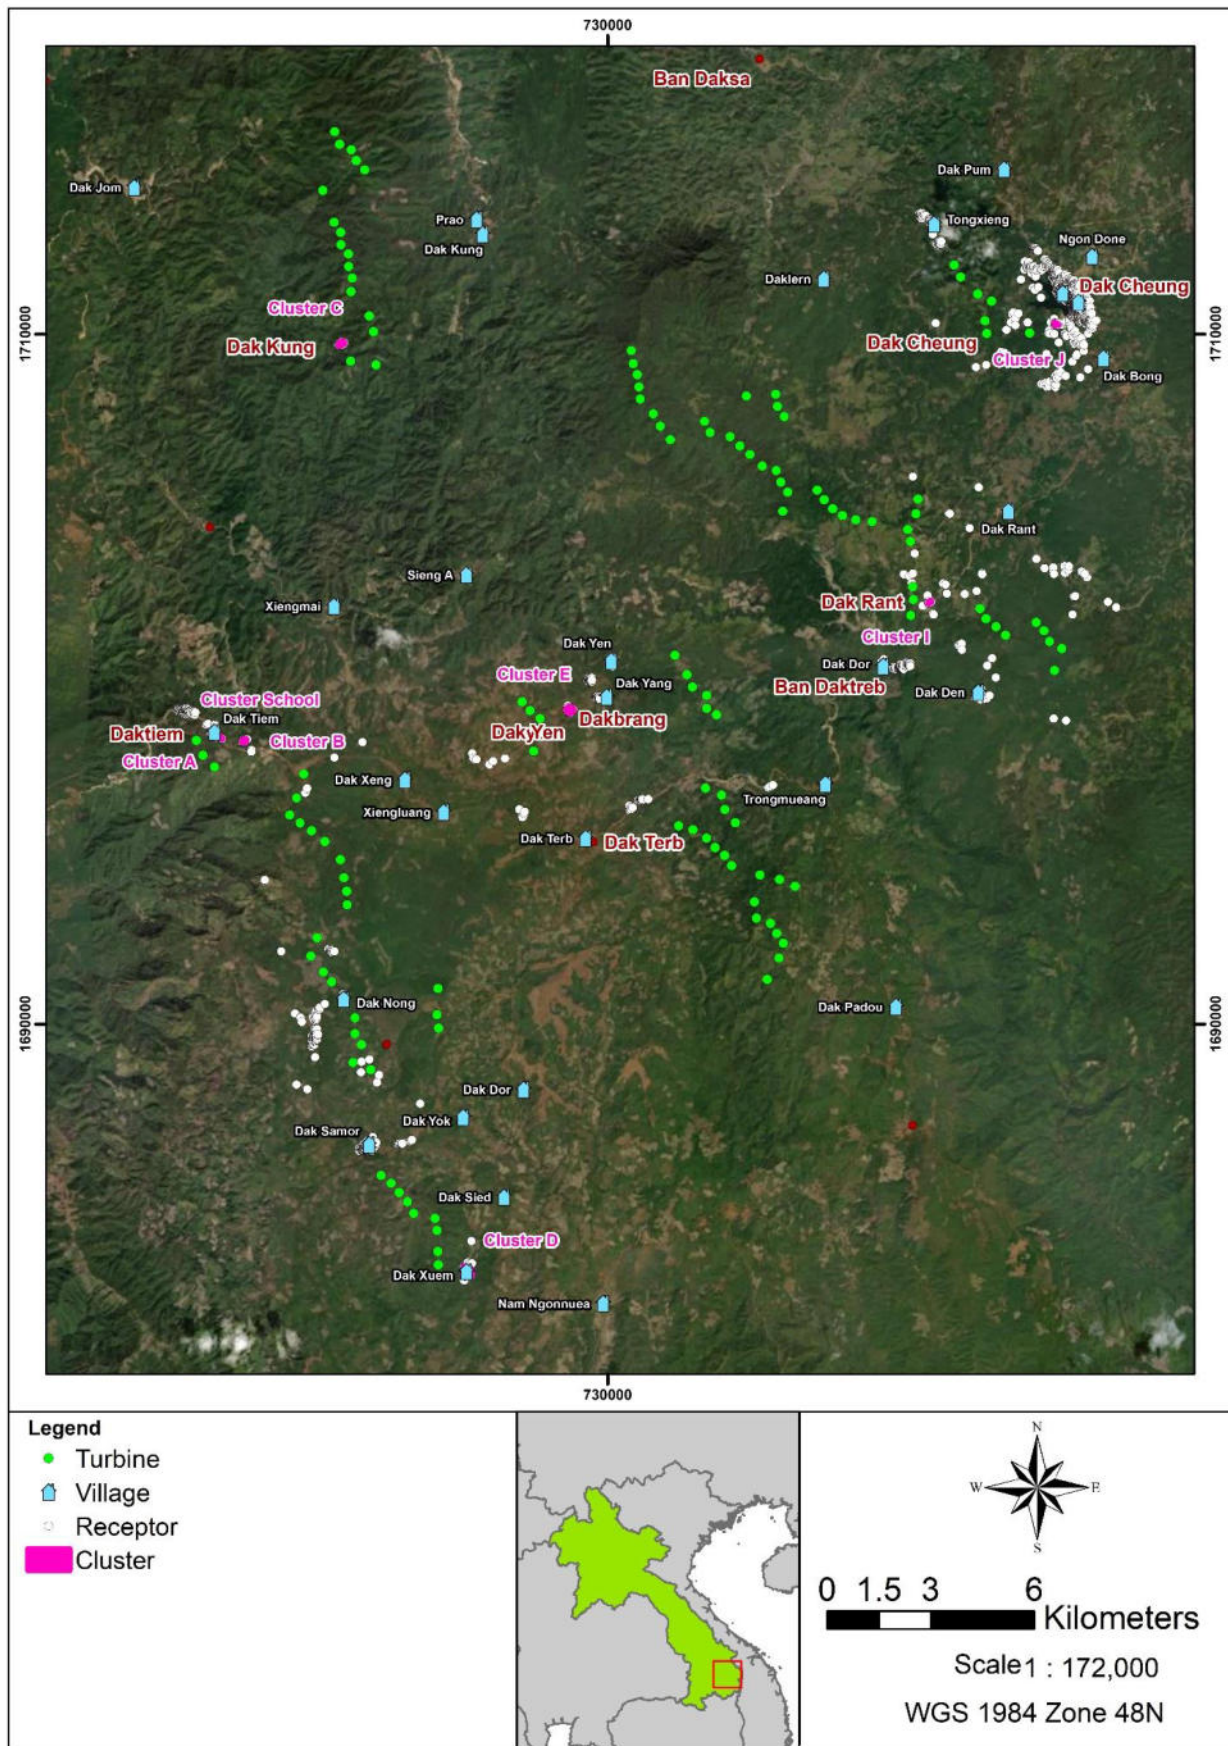 730000
Ban Daksa
Dak Jom
Dak Pum
Prao
Tongxieng
Dak Kung
Ngon Done
Daklern
Dak Cheung
Cluster C
1710000
1710000
Dak Kung
Dak Cheung
Cluster J
Dak Bong
Dak Rant
Sieng A
Xiengmai
Dak Rant
Cluster I
Dak Yen
Cluster E
Dak Yang
Dak Dor
Ban Daktreb
Dak Den
Cluster School
Dak Tiem
Daktiem
Cluster B
Cluster A
Dakbrang
DakyYen
Dak Xeng
Trongmueang
Xiengluang
Dak Terb
Dak Terb
Dak Nong
Dak Padou
1690000
1690000
Dak Dor
Dak Yok
Dak Samor
Dak Sied
Cluster D
Dak Xuem
Nam Ngonnuea
730000
Legend
Turbine
Village
Receptor
Cluster
N
W
E
S
0 1.5 3 6
Kilometers
Scale1 : 172,000
WGS 1984 Zone 48N